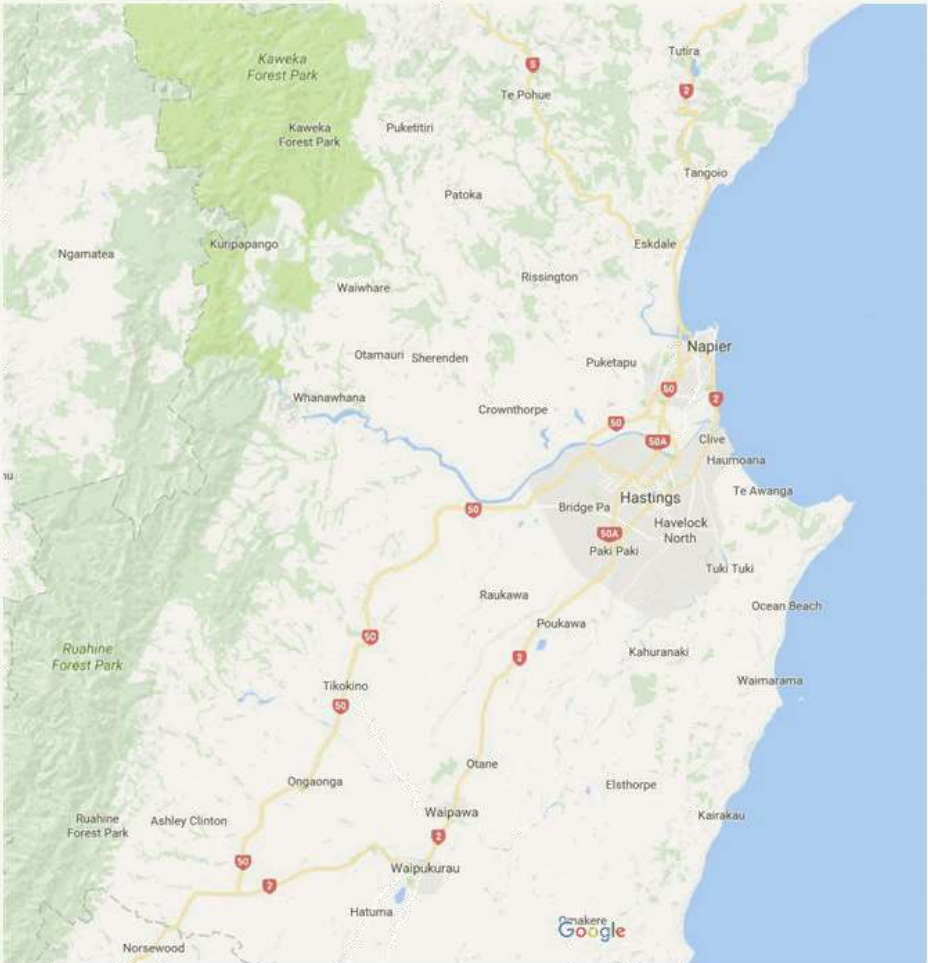 Kaweka
Forest Park
Tutira
5
2
Te Pohue
Kaweka
Forest Park
Puketitiri
Tangoio
Patoka
Kuripapango
Eskdale
Ngamatea
Rissington
Waiwhare
Napier
Otamauri
Sherenden
Puketapu
50
2
Whanawhana
Crownthorpe
50
50A
Clive
Haumoana
nu
Te Awanga
Hastings
50
Bridge Pa
Havelock
North
50A
Paki Paki
Tuki Tuki
Raukawa
Ocean Beach
Poukawa
50
Ruahine
Forest Park
Kahuranaki
2
Waimarama
Tikokino
50
Otane
Ongaonga
Elsthorpe
Waipawa
Kairakau
Ruahine
Forest Park
Ashley Clinton
2
50
Waipukurau
2
Hatuma
Omakere
Google
Norsewood